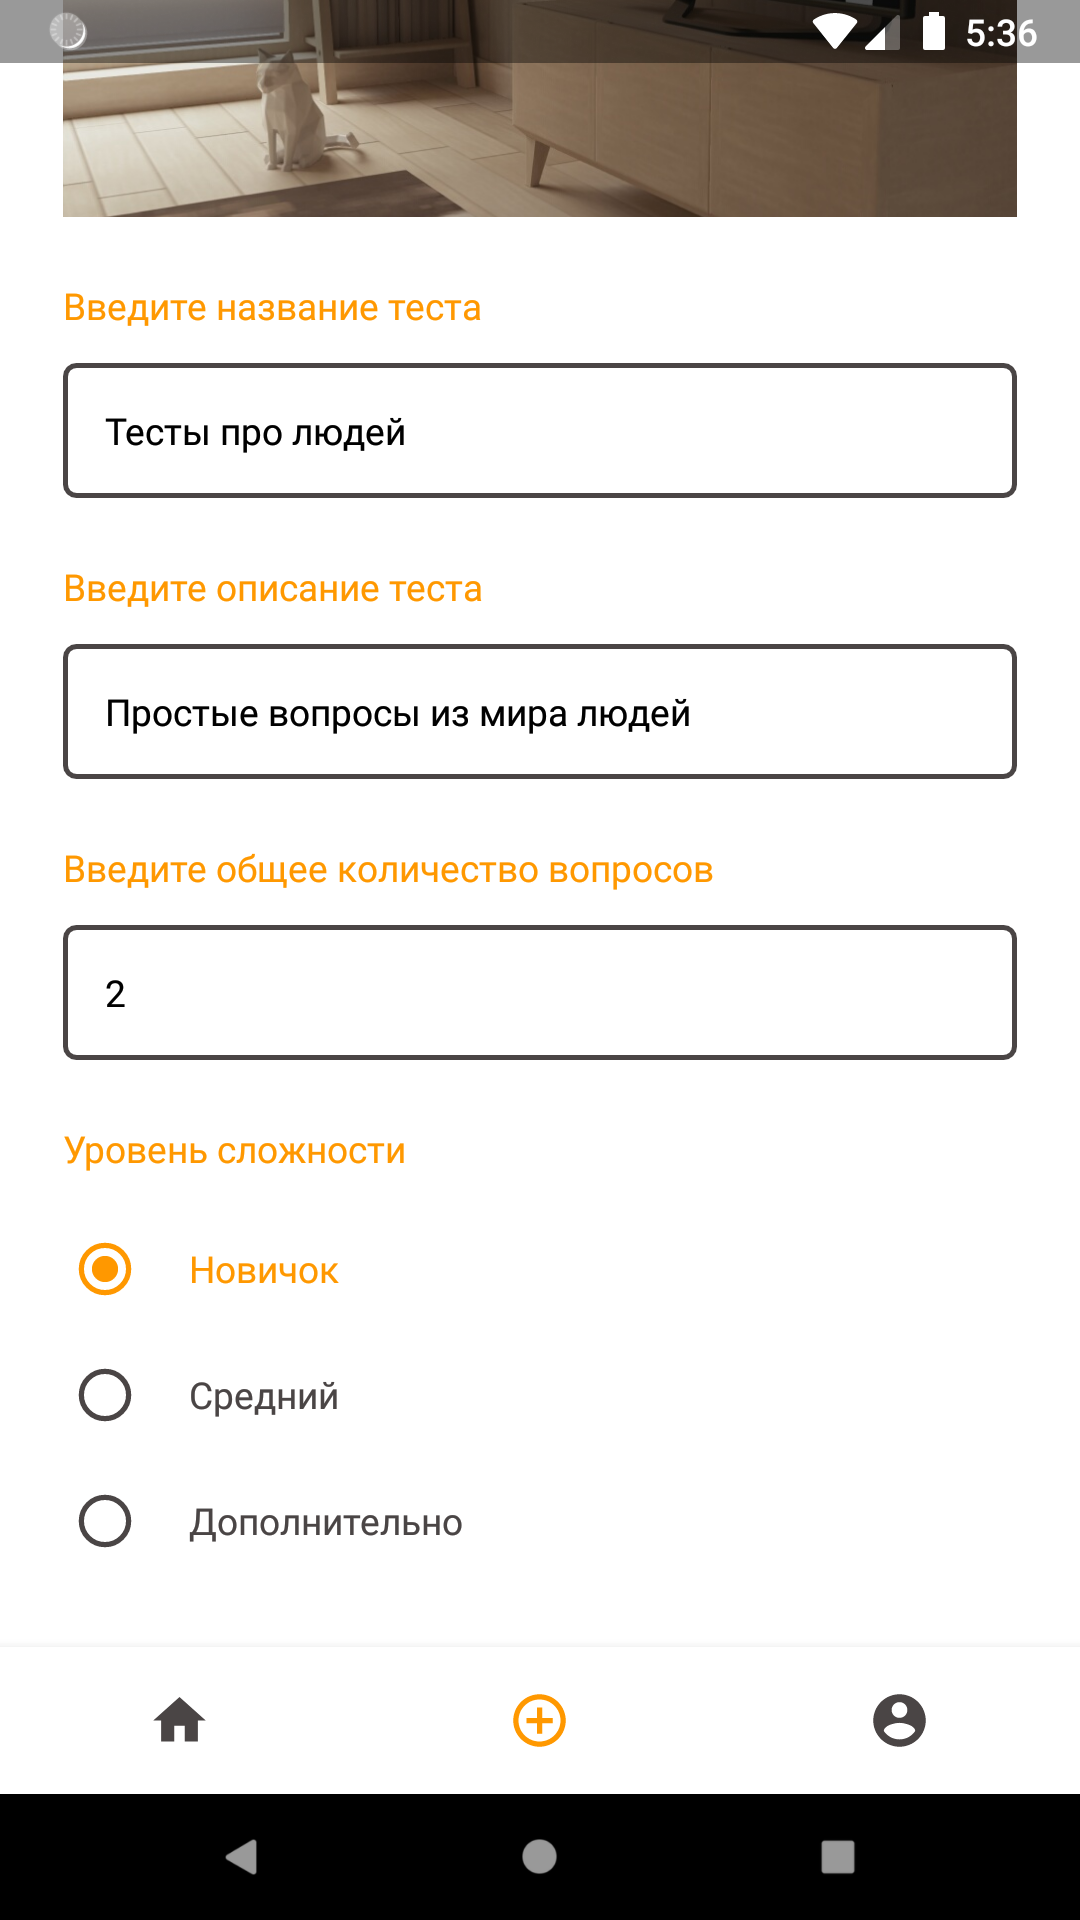 5:36
Введите название теста
Тесты про людей
Введите описание теста
Простые вопросы из мира людей
Введите общее количество вопросов
2
Уровень сложности
Новичок
Средний
Дополнительно